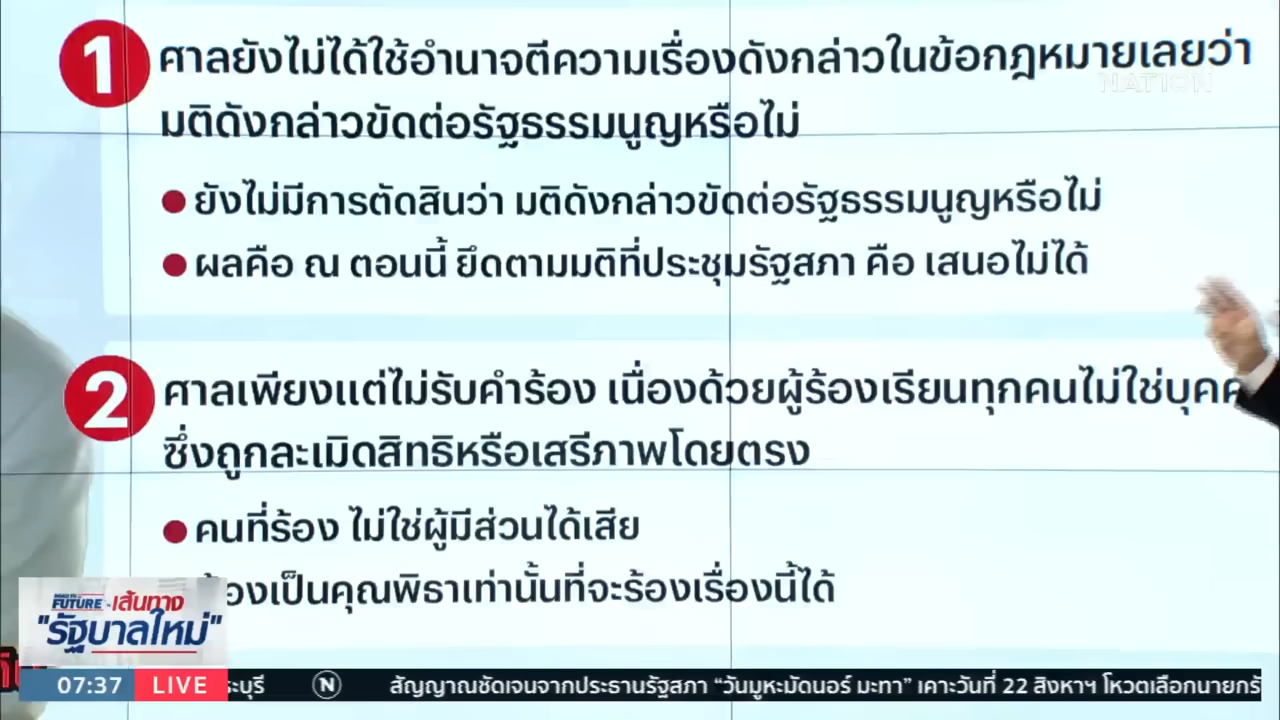 1 ศาลยังไม่ได้ใช้อำนาจตีความเรื่องดังกล่าวในข้อกฎหมายเลยว่า
NATION
มติดังกล่าวขัดต่อรัฐธรรมนูญหรือไม่
ยังไม่มีการตัดสินว่า มติดังกล่าวขัดต่อรัฐธรรมนูญหรือไม่
ผลคือ ณ ตอนนี้ ยึดตามมติที่ประชุมรัฐสภา คือ เสนอไม่ได้
2 ศาลเพียงแต่ไม่รับคำร้อง เนื่องด้วยผู้ร้องเรียนทุกคนไม่ใช่บุคค
ซึ่งถูกละเมิดสิทธิหรือเสรีภาพโดยตรง
คนที่ร้อง ไม่ใช่ผู้มีส่วนได้เสีย
องเป็นคุณพิธาเท่านั้นที่จะร้องเรื่องนี้ได้
FUTURE เส้นทาง
"รัฐบาลใหม่"
07:37 LIVE ะบุรี N สัญญาณชัดเจนจากประธานรัฐสภา “วันมูหะมัดนอร์ มะทา” เคาะวันที่ 22 สิงหาฯ โหวตเลือกนายกรั